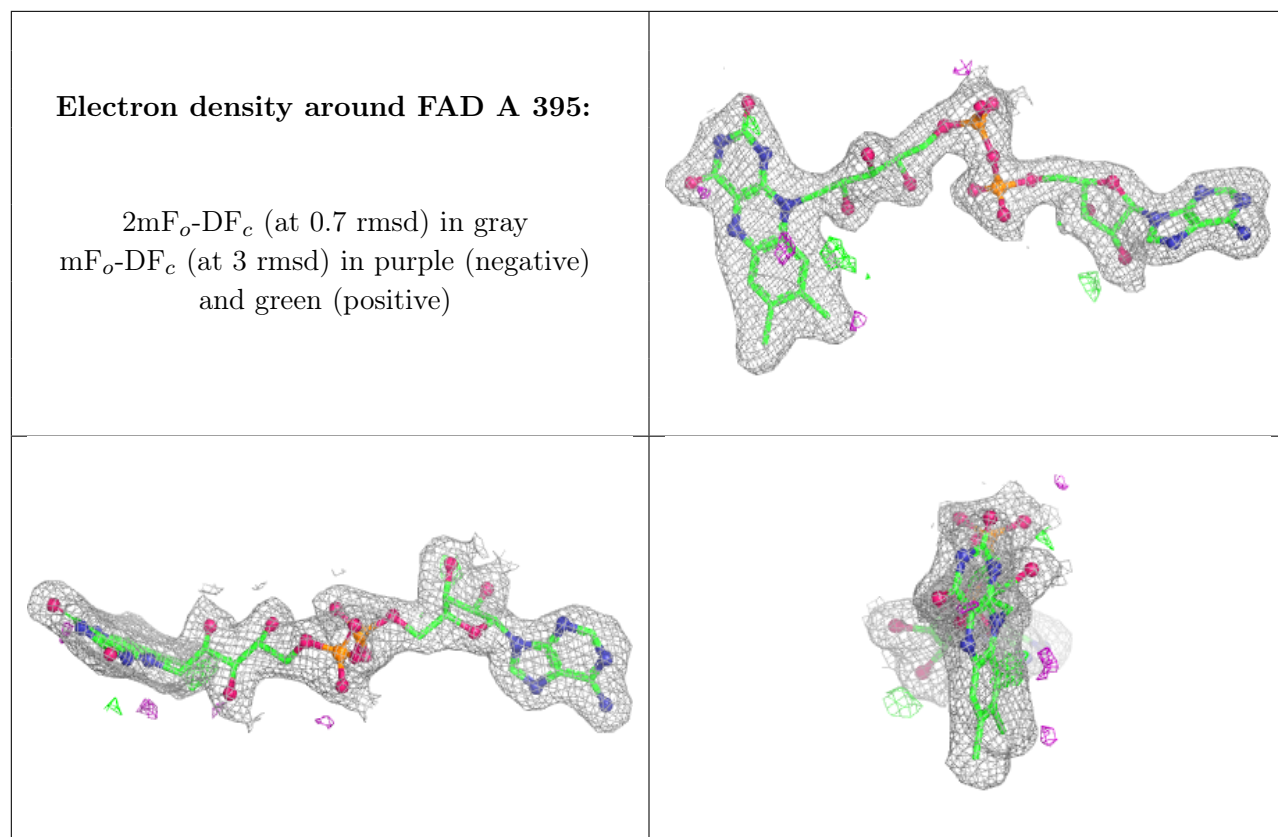 Electron density around FAD A 395:
2mFo-DFc (at 0.7 rmsd) in gray
mFo-DFc (at 3 rmsd) in purple (negative)
and green (positive)